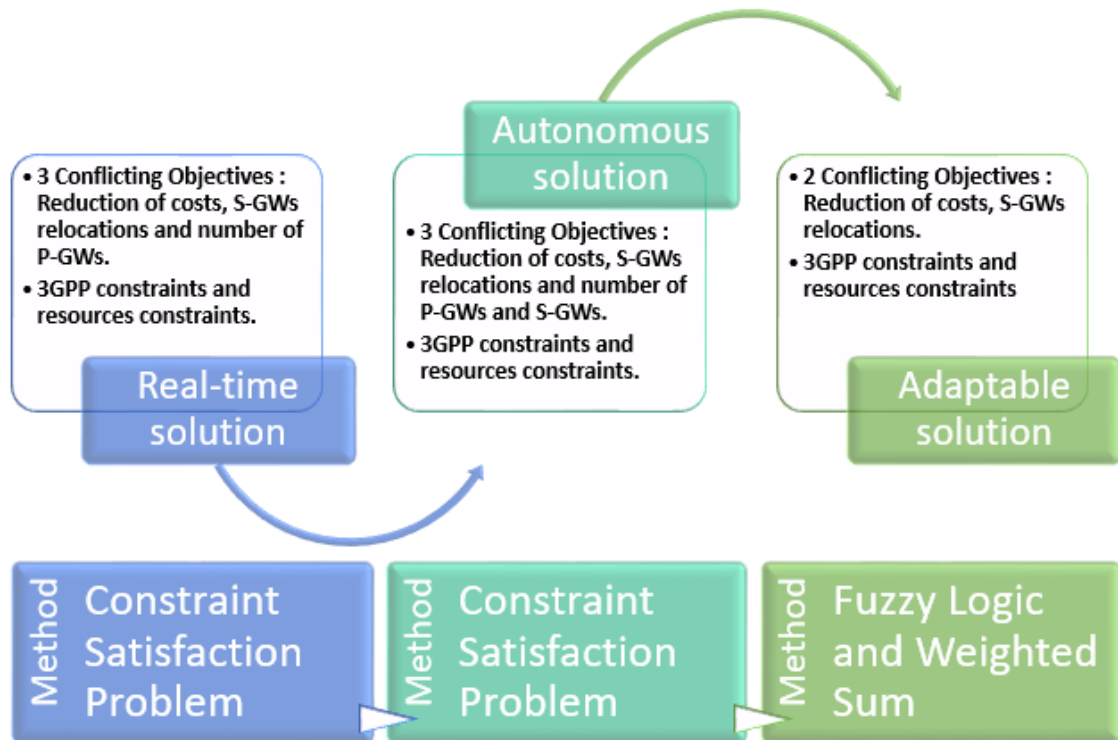 • 3 Conflicting Objectives :
Reduction of costs, S-GWs
relocations and number of
P-GWs.
• 3GPP constraints and
resources constraints.
Real-time
solution
Autonomous
solution
• 3 Conflicting Objectives :
Reduction of costs, S-GWs
relocations and number of
P-GWs and S-GWs.
• 3GPP constraints and
resources constraints.
• 2 Conflicting Objectives :
Reduction of costs, S-GWs
relocations.
• 3GPP constraints and
resources constraints
Adaptable
solution
Method
Constraint
Satisfaction
Problem
Method
Constraint
Satisfaction
Problem
Method
Fuzzy Logic
and Weighted
Sum